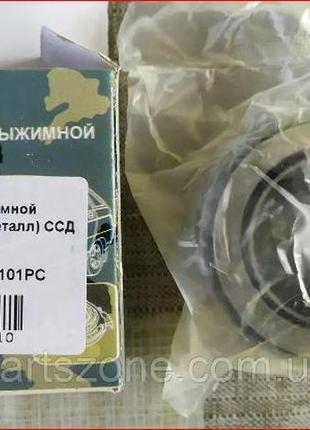 ЫЖИМНОЙ
мной
еталл) ССД
101РС
10
artszone.com.u